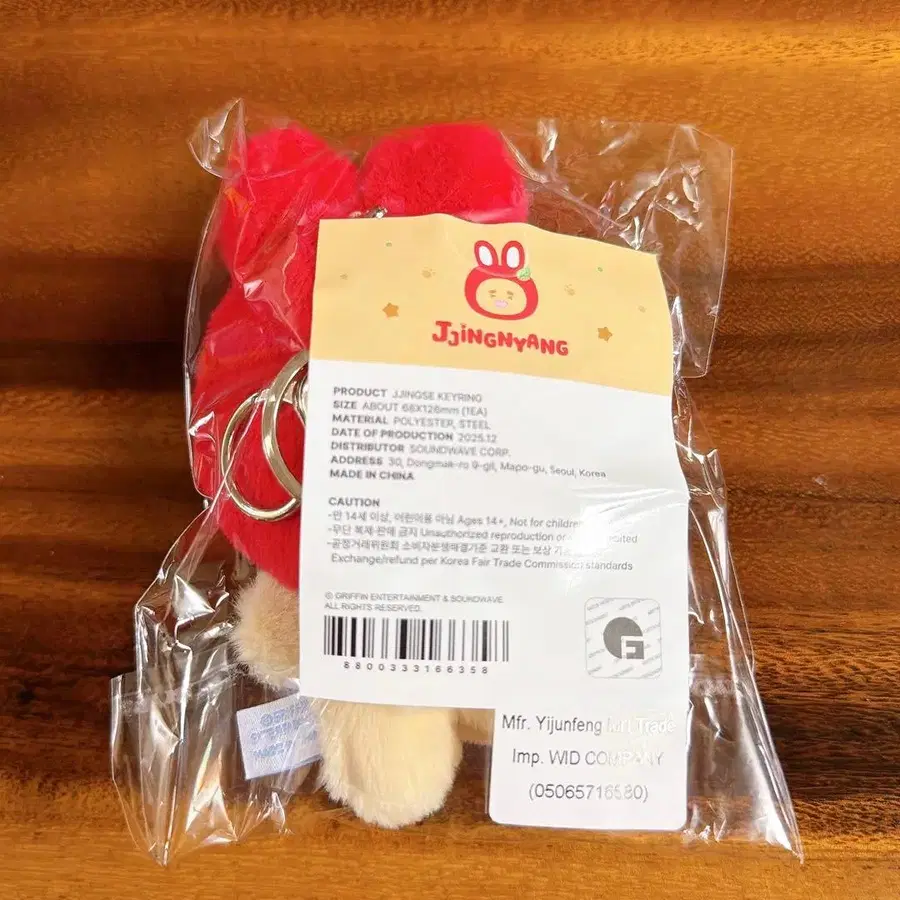 JJINGNYANG
PRODUCT JJINGSE KEYRING
SIZE ABOUT 66X126mm (1EA)
MATERIAL POLYESTER, STEEL
DATE OF PRODUCTION 2025.12
DISTRIBUTOR SOUNDWAVE CORP.
ADDRESS 30, Dongmak-ro 9-gil, Mapo-gu, Seoul, Korea
MADE IN CHINA
CAUTION
-만 14세 이상, 어린이용 아님 Ages 14+, Not for children
-무단 복제·판매 금지 Unauthorized reproduction or
-공정거래위원회 소비자분쟁해결기준 교환 또는 보상
Exchange/refund per Korea Fair Trade Commission standards
© GRIFFIN ENTERTAINMENT & SOUNDWAVE
ALL RIGHTS RESERVED.
8800333166358
G
Mfr. Yijunfeng Int'l Trade
Imp. WID COMPANY
(05065716580)